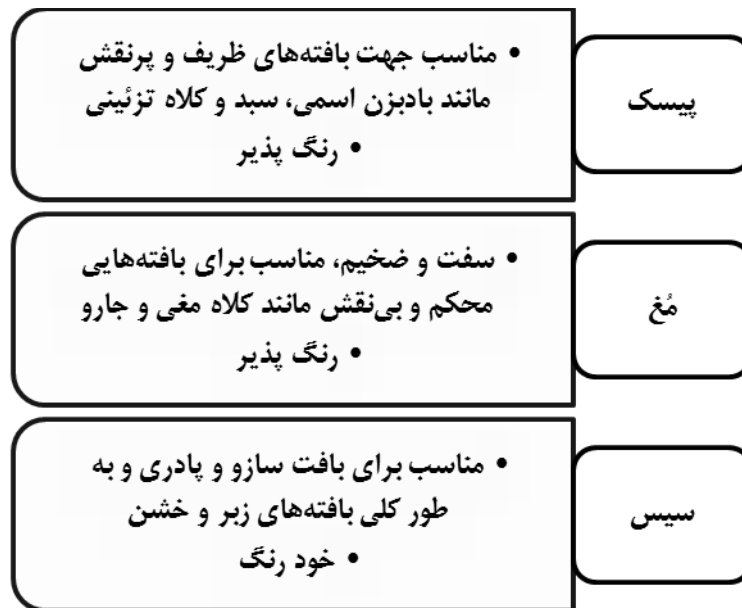 پیسک
• مناسب جهت بافته‌های ظریف و پرنقش
مانند بادبزن اسمی، سبد و کلاه تزئینی
• رنگ پذیر
مُغ
• سفت و ضخیم، مناسب برای بافته‌هایی
محکم و بی‌نقش مانند کلاه مغی و جارو
• رنگ پذیر
سیس
• مناسب برای بافت سازو و پادری و به
طور کلی بافته‌های زبر و خشن
• خود رنگ